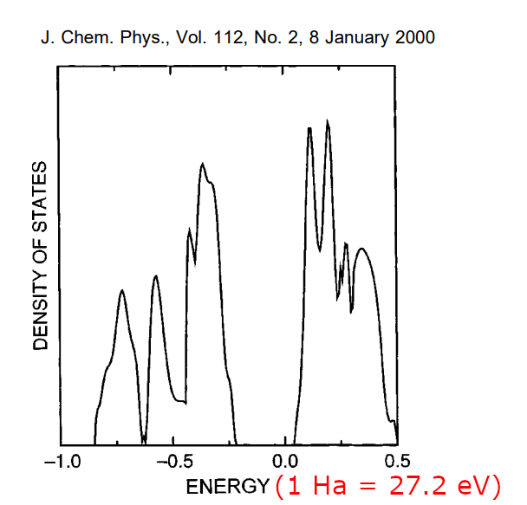 J. Chem. Phys., Vol. 112, No. 2, 8 January 2000
DENSITY OF STATES
−1.0 −0.5 0.0 0.5
ENERGY (1 Ha = 27.2 eV)